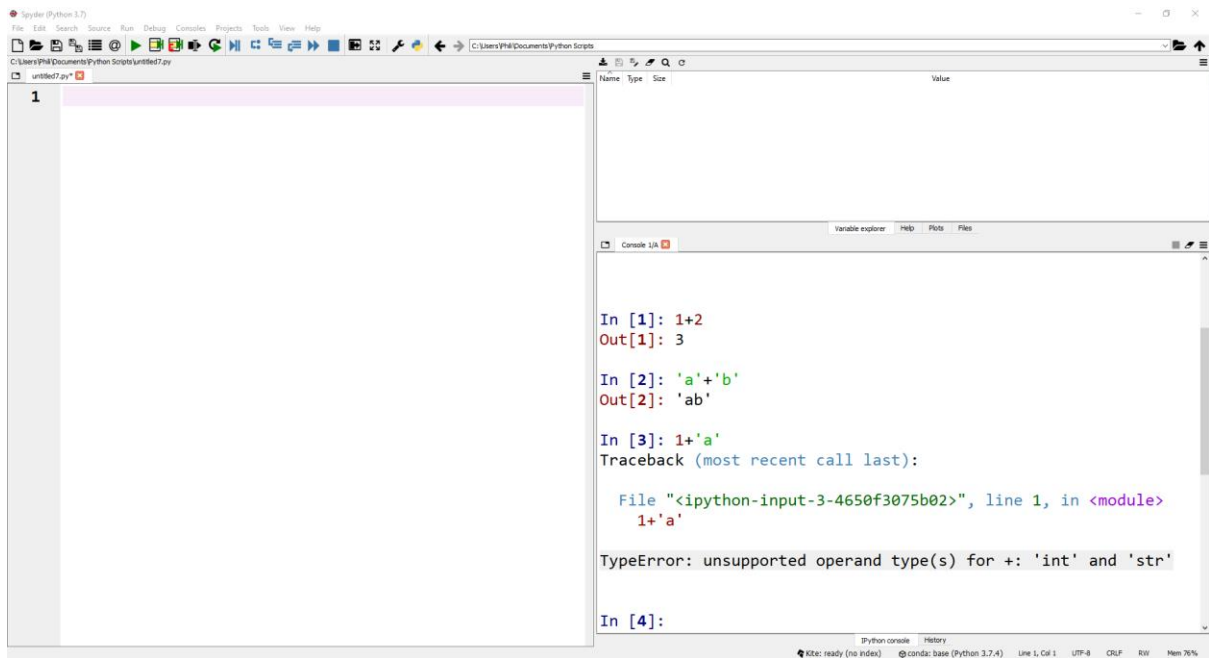 Spyder (Python 3.7)
File Edit Search Source Run Debug Consoles Projects Tools View Help
C:\Users\Phil\Documents\Python Scripts
C:\Users\Phil\Documents\Python Scripts\untitled7.py
untitled7.py*
1
Name Type Size Value
Variable explorer Help Plots Files
Console 1/A
In [1]: 1+2
Out[1]: 3
In [2]: 'a'+'b'
Out[2]: 'ab'
In [3]: 1+'a'
Traceback (most recent call last):
File "<ipython-input-3-4650f3075b02>", line 1, in <module>
1+'a'
TypeError: unsupported operand type(s) for +: 'int' and 'str'
In [4]:
IPython console History
Kite: ready (no index) conda: base (Python 3.7.4) Line 1, Col 1 UTF-8 CRLF RW Mem 76%